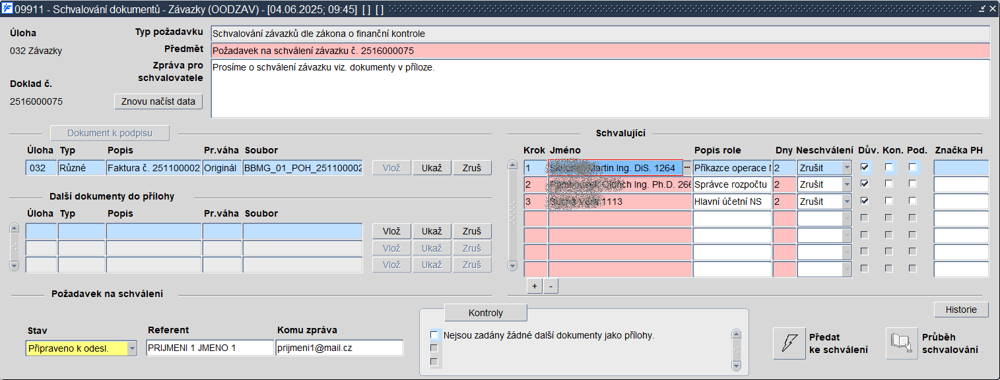 09911 - Schvalování dokumentů - Závazky (OODZAV) - [04.06.2025; 09:45] [ ] [ ]
Úloha
032 Závazky
Doklad č.
2516000075
Typ požadavku Schvalování závazků dle zákona o finanční kontrole
Předmět Požadavek na schválení závazku č. 2516000075
Zpráva pro
schvalovatele
Prosíme o schválení závazku viz. dokumenty v příloze.
Znovu načíst data
Dokument k podpisu
Úloha Typ Popis Pr.váha Soubor
032 Různé Faktura č. 251100002 Originál BBMG_01_POH_251100002 Vlož Ukaž Zruš
Další dokumenty do přílohy
Úloha Typ Popis Pr.váha Soubor
Vlož Ukaž Zruš
Vlož Ukaž Zruš
Vlož Ukaž Zruš
Schvalující
Krok Jméno Popis role Dny Neschválení Dův. Kon. Pod. Značka PH
1 Martin Ing. DiS. 1264 ... Příkazce operace 2 Zrušit
2 Ing. Ph.D. 266 Správce rozpočtu 2 Zrušit
3 1113 Hlavní účetní NS 2 Zrušit
+ -
Požadavek na schválení
Stav Referent Komu zpráva
Připraveno k odesl. PRIJMENI 1 JMENO 1 prijmeni1@mail.cz
Kontroly
Nejsou zadány žádné další dokumenty jako přílohy.
Historie
Předat
ke schválení
Průběh
schvalování